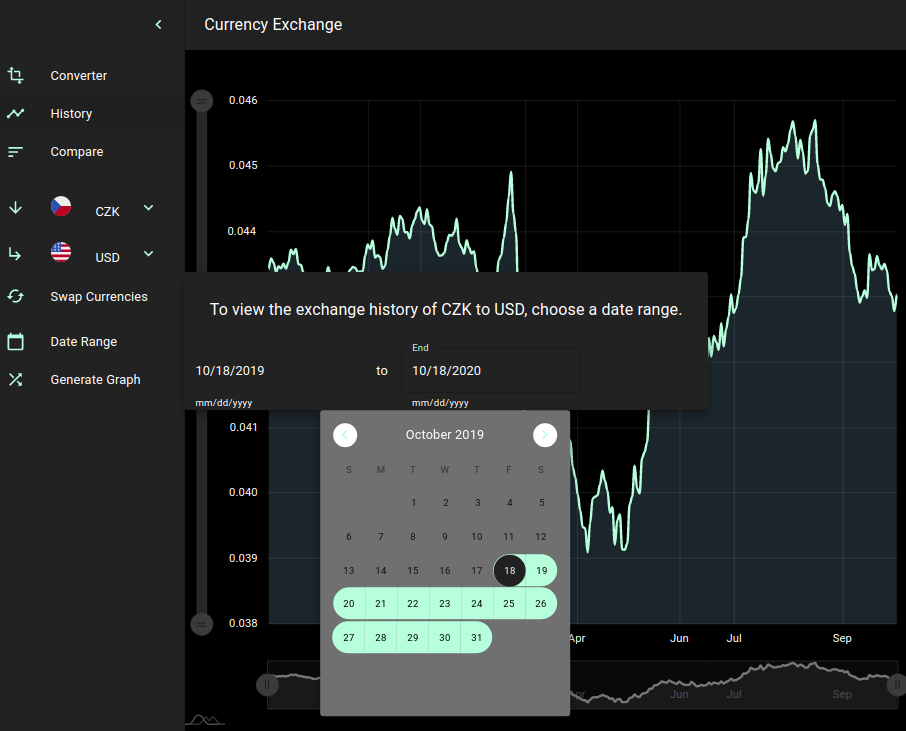 Currency Exchange
Converter
History
Compare
CZK
USD
Swap Currencies
Date Range
Generate Graph
0.046
0.045
0.044
To view the exchange history of CZK to USD, choose a date range.
End
10/18/2019 to 10/18/2020
mm/dd/yyyy mm/dd/yyyy
0.041
0.040
0.039
0.038
October 2019
S M T W T F S
1 2 3 4 5
6 7 8 9 10 11 12
13 14 15 16 17 18 19
20 21 22 23 24 25 26
27 28 29 30 31
Apr Jun Jul Sep
Jun Jul Sep